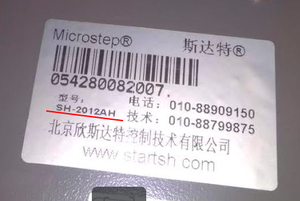 Microstep® 斯达特®
054280082007.
型号: 电话: 010-88909150
SH-2012AH 技术: 010-88799875
北京欣斯达特控制技术有限公司
www.startsh.com